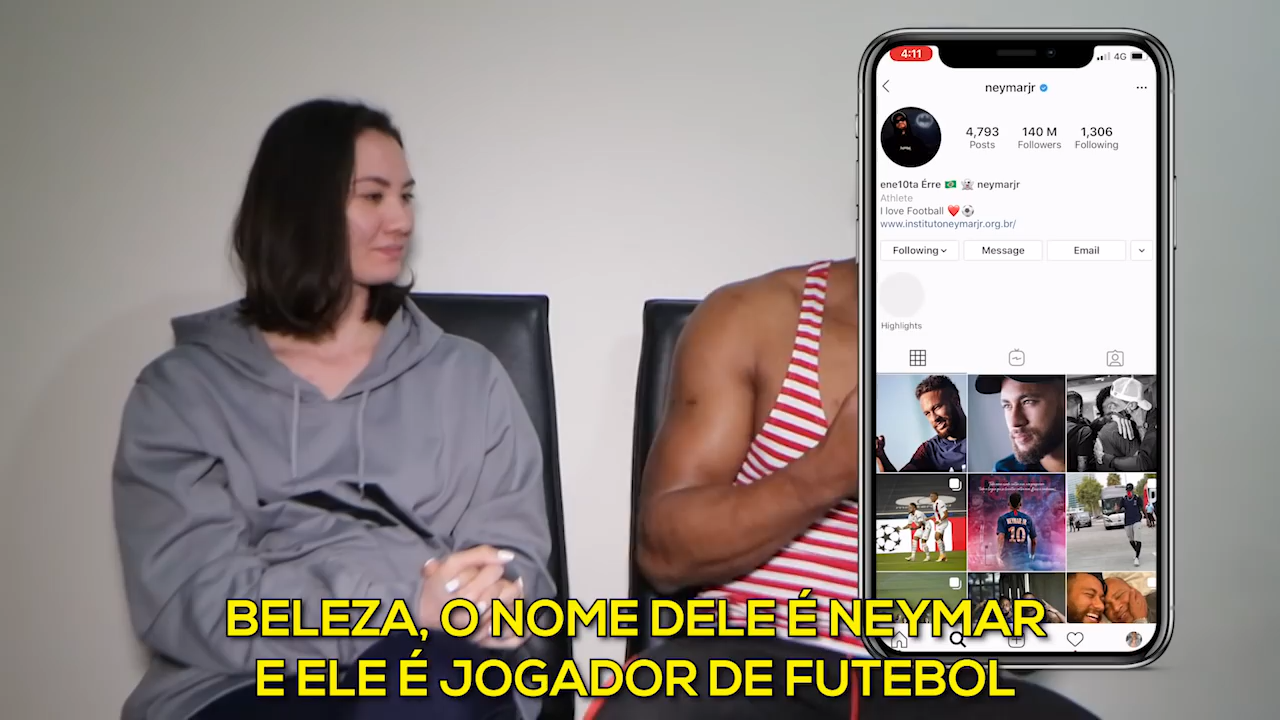 4:11
4G
neymarjr
4,793
140 M
1,306
Posts
Followers
Following
ene10ta Érre 🇧🇷 👻 neymarjr
Athlete
I love Football ❤️⚽
www.institutoneymarjr.org.br/
Following
Message
Email
Highlights
NEYMAR JR
10
BELEZA, O NOME DELE É NEYMAR
E ELE É JOGADOR DE FUTEBOL